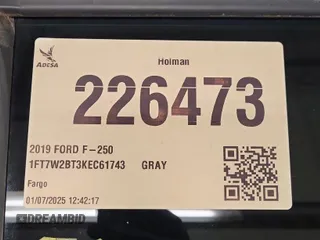 ADESA
Holman
226473
2019 FORD F-250
1FT7W2BT3KEC61743 GRAY
Fargo
01/07/2025 12:42:17
DREAMBID